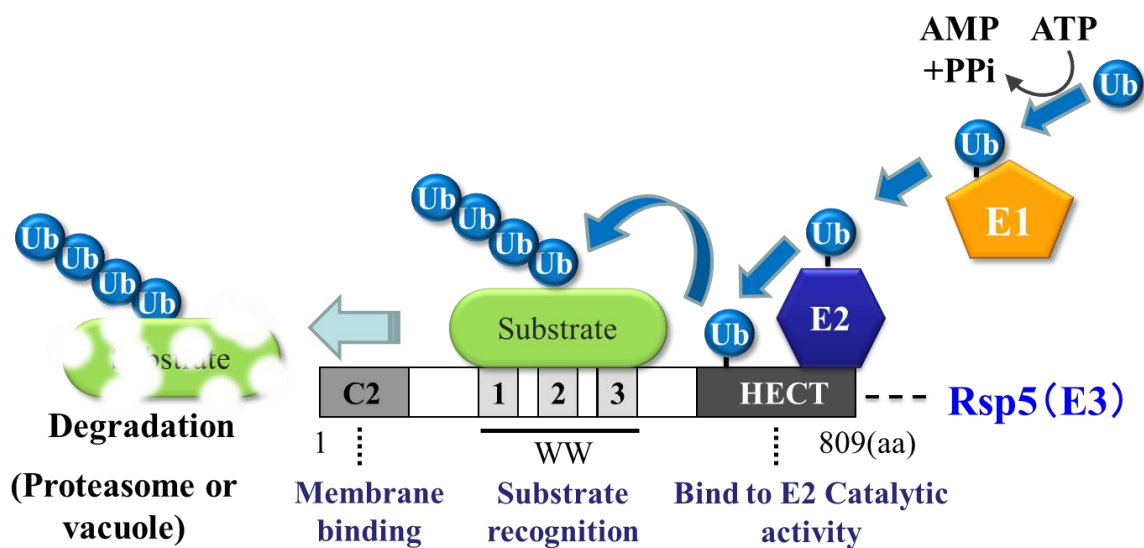 AMP ATP
+PPi
Ub
Ub
E1
Ub
E2
Ub
Ub
Ub
Ub
Ub
Substrate
Ub
Ub
Ub
Ub
Substrate
Degradation
(Proteasome or
vacuole)
C2 1 2 3 HECT
Rsp5(E3)
1 WW 809(aa)
Membrane
binding
Substrate
recognition
Bind to E2 Catalytic
activity